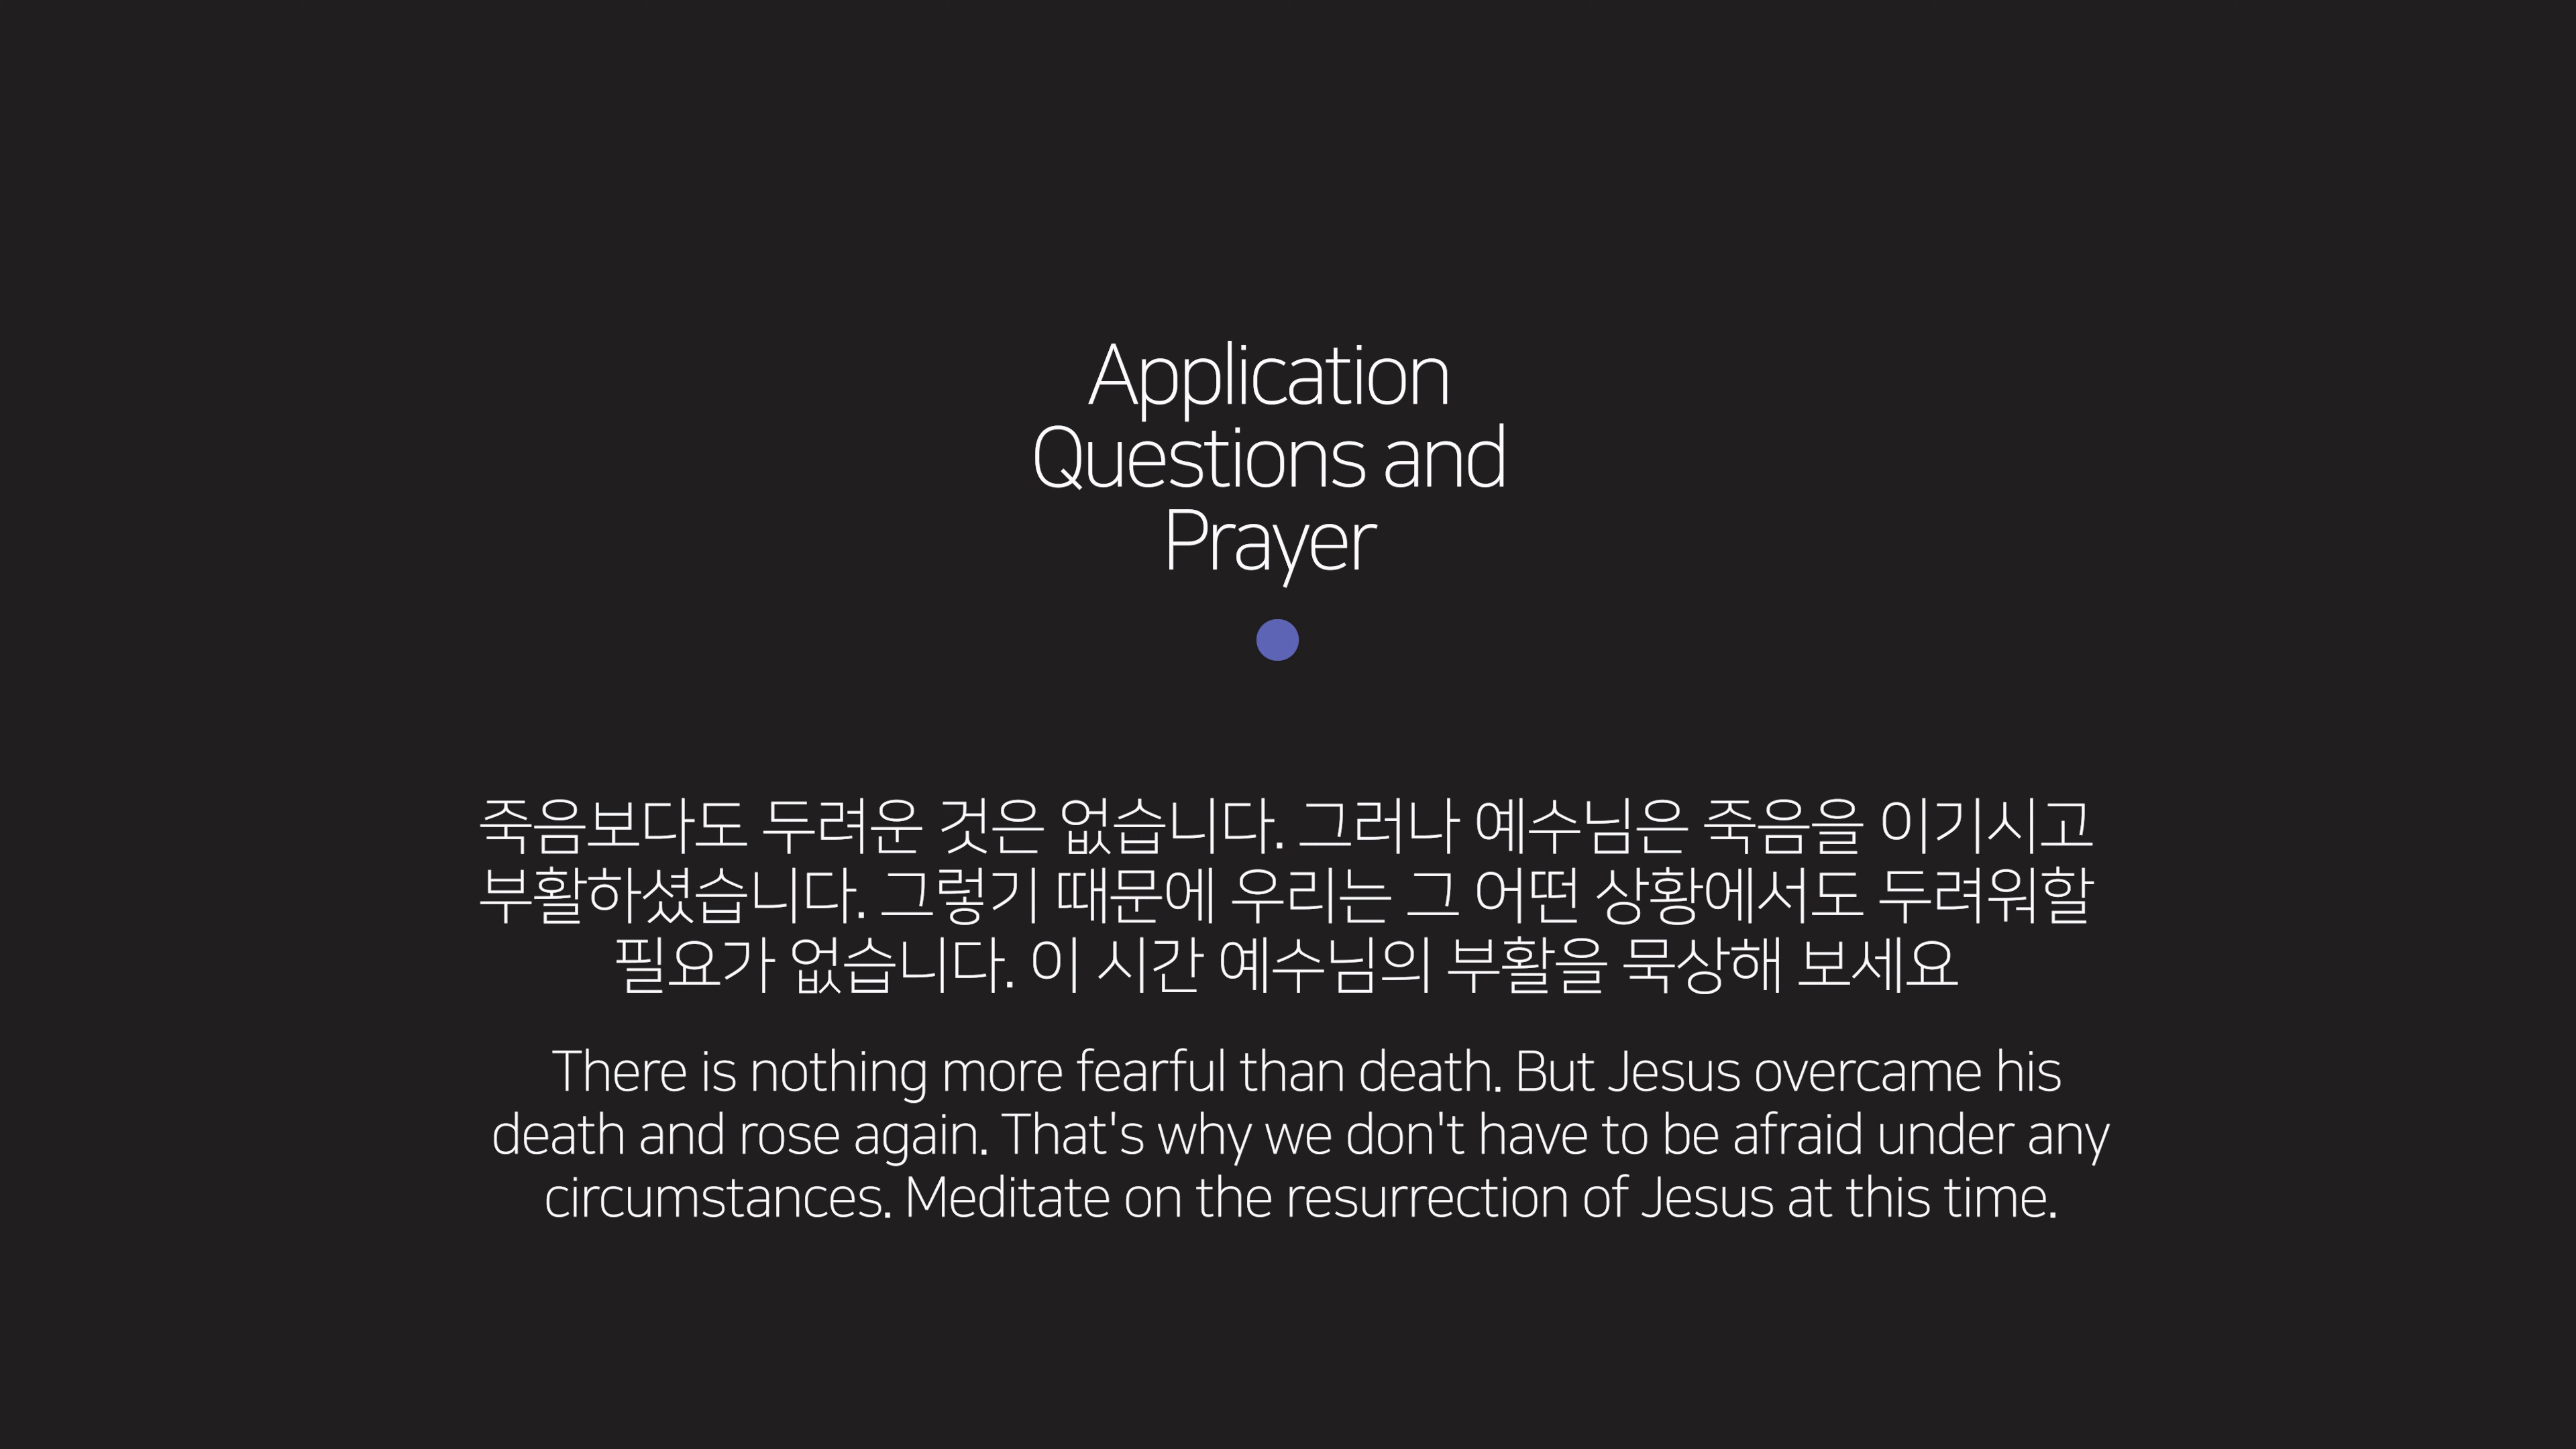 Application
Questions and
Prayer
죽음보다도 두려운 것은 없습니다. 그러나 예수님은 죽음을 이기시고
부활하셨습니다. 그렇기 때문에 우리는 그 어떤 상황에서도 두려워할
필요가 없습니다. 이 시간 예수님의 부활을 묵상해 보세요
There is nothing more fearful than death. But Jesus overcame his
death and rose again. That's why we don't have to be afraid under any
circumstances. Meditate on the resurrection of Jesus at this time.